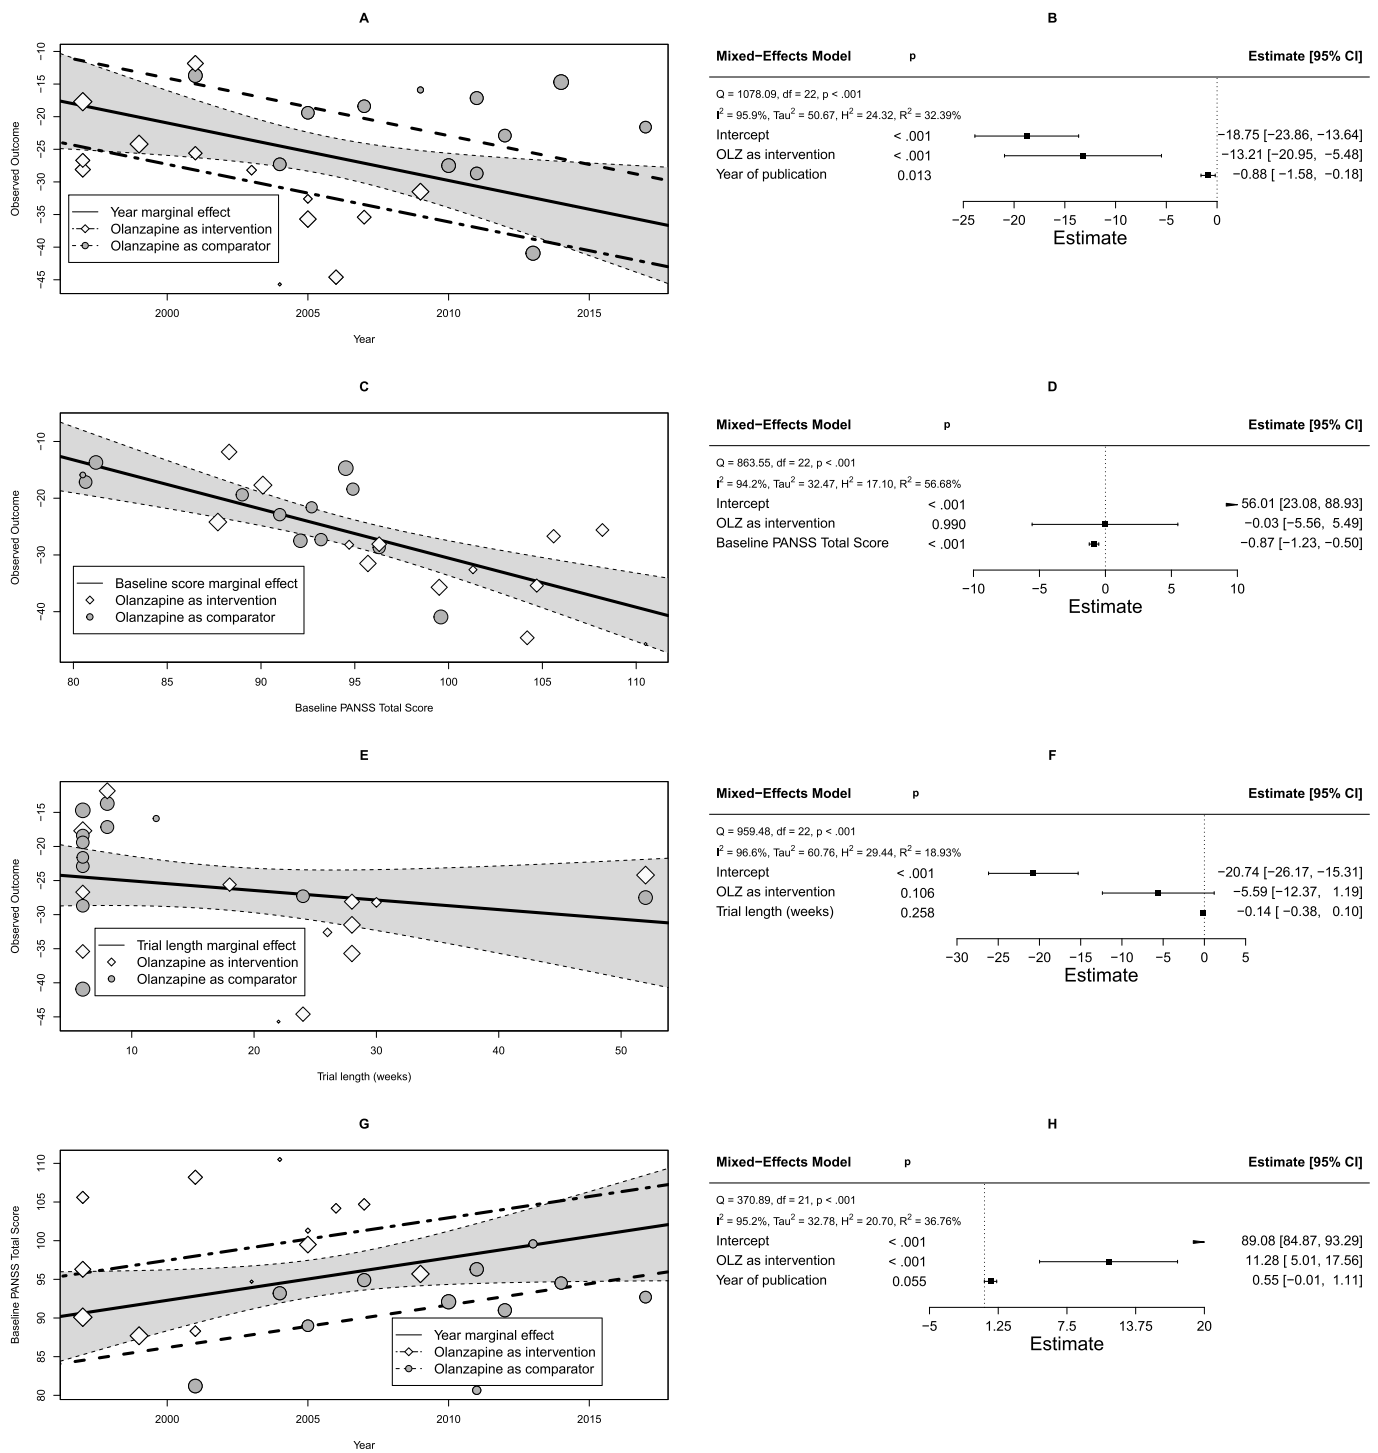 A
−10
−15
−20
−25
−30
−35
−40
−45
Observed Outcome
Year marginal effect
Olanzapine as intervention
Olanzapine as comparator
2000 2005 2010 2015
Year
B
Mixed−Effects Model p Estimate [95% CI]
Q = 1078.09, df = 22, p < .001
I² = 95.9%, Tau² = 50.67, H² = 24.32, R² = 32.39%
Intercept < .001 −18.75 [−23.86, −13.64]
OLZ as intervention < .001 −13.21 [−20.95, −5.48]
Year of publication 0.013 −0.88 [ −1.58, −0.18]
−25 −20 −15 −10 −5 0
Estimate
C
−10
−20
−30
−40
Observed Outcome
Baseline score marginal effect
Olanzapine as intervention
Olanzapine as comparator
80 85 90 95 100 105 110
Baseline PANSS Total Score
D
Mixed−Effects Model p Estimate [95% CI]
Q = 863.55, df = 22, p < .001
I² = 94.2%, Tau² = 32.47, H² = 17.10, R² = 56.68%
Intercept < .001 56.01 [23.08, 88.93]
OLZ as intervention 0.990 −0.03 [−5.56, 5.49]
Baseline PANSS Total Score < .001 −0.87 [−1.23, −0.50]
−10 −5 0 5 10
Estimate
E
−15
−20
−25
−30
−35
−40
−45
Observed Outcome
Trial length marginal effect
Olanzapine as intervention
Olanzapine as comparator
10 20 30 40 50
Trial length (weeks)
F
Mixed−Effects Model p Estimate [95% CI]
Q = 959.48, df = 22, p < .001
I² = 96.6%, Tau² = 60.76, H² = 29.44, R² = 18.93%
Intercept < .001 −20.74 [−26.17, −15.31]
OLZ as intervention 0.106 −5.59 [−12.37, 1.19]
Trial length (weeks) 0.258 −0.14 [ −0.38, 0.10]
−30 −25 −20 −15 −10 −5 0 5
Estimate
G
110
105
100
95
90
85
80
Baseline PANSS Total Score
Year marginal effect
Olanzapine as intervention
Olanzapine as comparator
2000 2005 2010 2015
Year
H
Mixed−Effects Model p Estimate [95% CI]
Q = 370.89, df = 21, p < .001
I² = 95.2%, Tau² = 32.78, H² = 20.70, R² = 36.76%
Intercept < .001 89.08 [84.87, 93.29]
OLZ as intervention < .001 11.28 [ 5.01, 17.56]
Year of publication 0.055 0.55 [−0.01, 1.11]
−5 1.25 7.5 13.75 20
Estimate